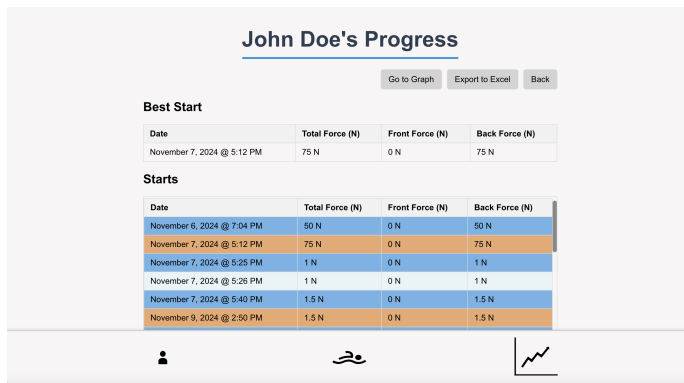 John Doe's Progress
Go to Graph Export to Excel Back
Best Start
Date Total Force (N) Front Force (N) Back Force (N)
November 7, 2024 @ 5:12 PM 75 N 0 N 75 N
Starts
Date Total Force (N) Front Force (N) Back Force (N)
November 6, 2024 @ 7:04 PM 50 N 0 N 50 N
November 7, 2024 @ 5:12 PM 75 N 0 N 75 N
November 7, 2024 @ 5:25 PM 1 N 0 N 1 N
November 7, 2024 @ 5:26 PM 1 N 0 N 1 N
November 7, 2024 @ 5:40 PM 1.5 N 0 N 1.5 N
November 9, 2024 @ 2:50 PM 1.5 N 0 N 1.5 N